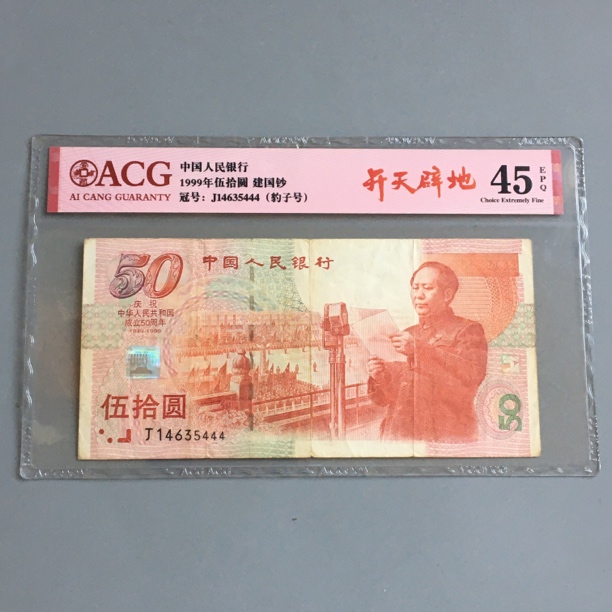 ACG
AI CANG GUARANTY
中国人民银行
1999年伍拾圆 建国钞
冠号: J14635444 (豹子号)
开天辟地
45
EPQ
Choice Extremely Fine
50
中国人民银行
庆祝
中华人民共和国
成立50周年
1949-1999
伍拾圆
J14635444
50